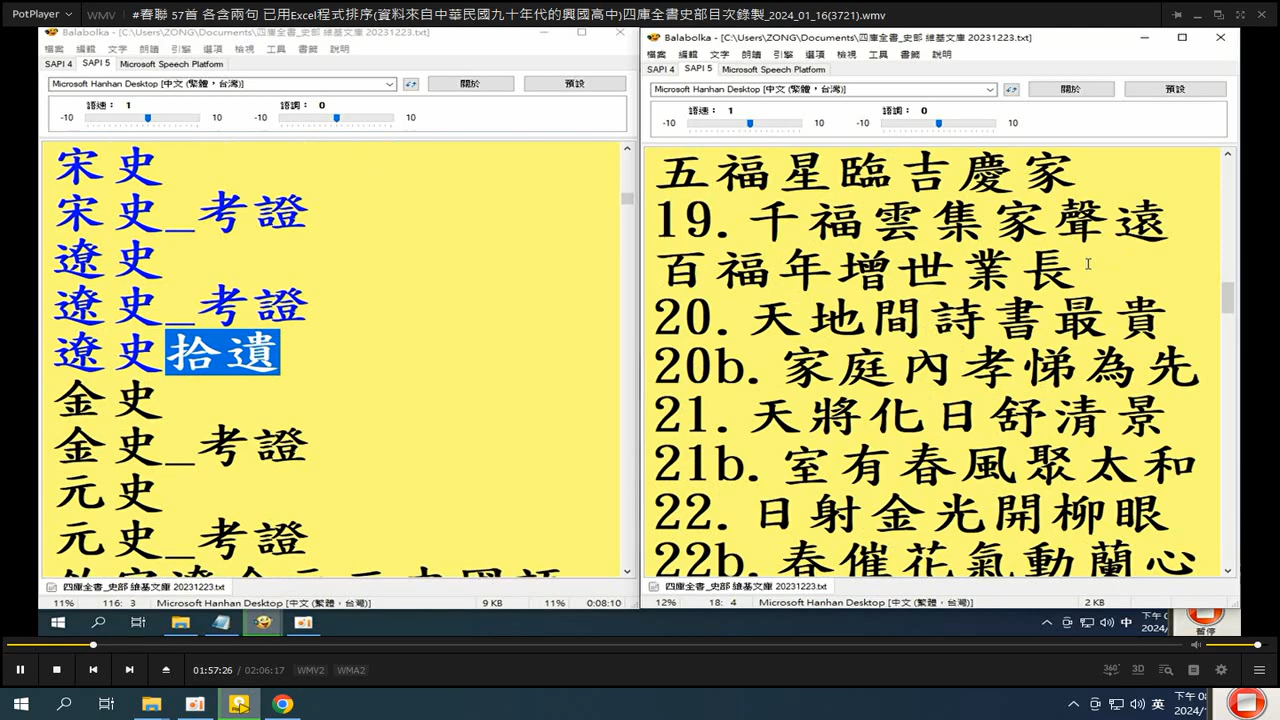 PotPlayer
WMV
#春聯 57首 各含兩句 已用Excel程式排序(資料來自中華民國九十年代的興國高中)四庫全書史部目次錄製_2024_01_16(3721).wmv
Balabolka - [C:\Users\ZONG\Documents\四庫全書_史部 維基文庫 20231223.txt]
檔案 編輯 文字 朗讀 引擎 選項 檢視 工具 書籤 說明
SAPI 4 SAPI 5 Microsoft Speech Platform
Microsoft Hanhan Desktop [中文 (繁體，台灣)]
關於
預設
語速： 1
語調： 0
-10 10 -10 10
宋史
宋史_考證
遼史
遼史_考證
遼史拾遺
金史
金史_考證
元史
元史_考證
四庫全書_史部 維基文庫 20231223.txt
11% 116: 3 Microsoft Hanhan Desktop [中文 (繁體，台灣)] 9 KB 11% 0:08:10
Balabolka - [C:\Users\ZONG\Documents\四庫全書_史部 維基文庫 20231223.txt]
檔案 編輯 文字 朗讀 引擎 選項 檢視 工具 書籤 說明
SAPI 4 SAPI 5 Microsoft Speech Platform
Microsoft Hanhan Desktop [中文 (繁體，台灣)]
關於
預設
語速： 1
語調： 0
-10 10 -10 10
五福星臨吉慶家
19. 千福雲集家聲遠
百福年增世業長
20. 天地間詩書最貴
20b. 家庭內孝悌為先
21. 天將化日舒清景
21b. 室有春風聚太和
22. 日射金光開柳眼
22b. 春催花氣動蘭心
四庫全書_史部 維基文庫 20231223.txt
12% 18: 4 Microsoft Hanhan Desktop [中文 (繁體，台灣)] 2 KB
中
下午
2024/
暫停
01:57:26 / 02:06:17 WMV2 WMA2
360° 3D
英
下午 08
2024/